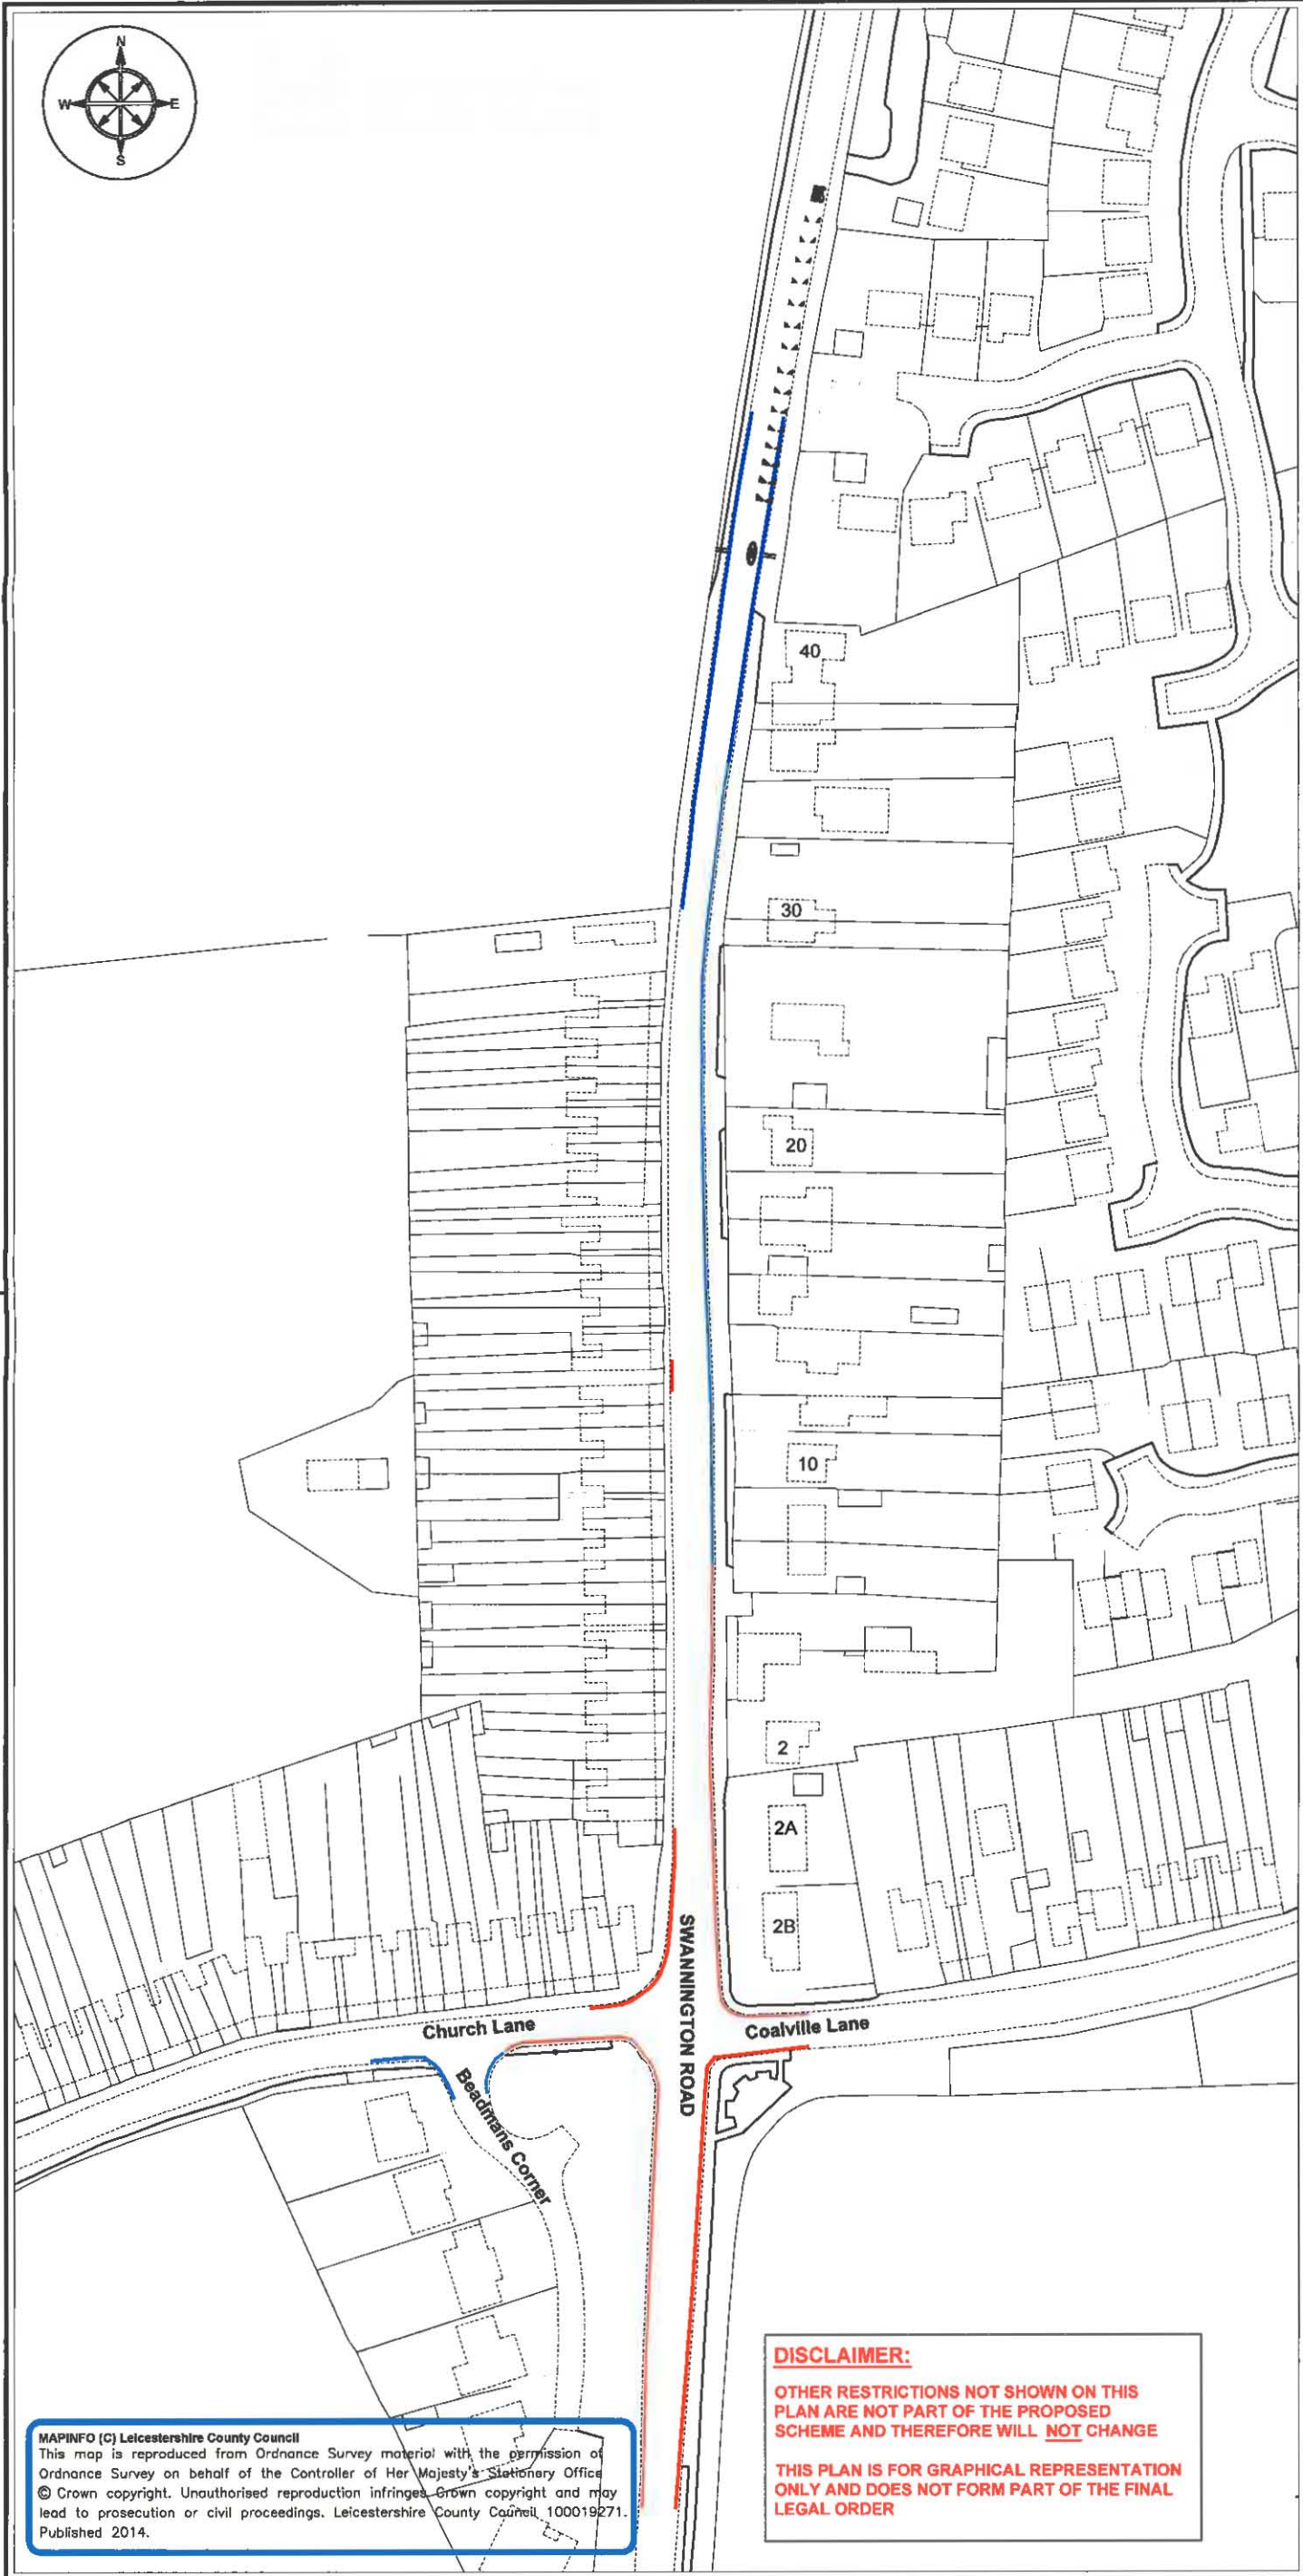 N
W E
S
40
30
20
10
2
2A
2B
SWANNINGTON ROAD
Church Lane
Coalville Lane
Beadmans Corner
DISCLAIMER:
OTHER RESTRICTIONS NOT SHOWN ON THIS
PLAN ARE NOT PART OF THE PROPOSED
SCHEME AND THEREFORE WILL NOT CHANGE
THIS PLAN IS FOR GRAPHICAL REPRESENTATION
ONLY AND DOES NOT FORM PART OF THE FINAL
LEGAL ORDER
MAPINFO (C) Leicestershire County Council
This map is reproduced from Ordnance Survey material with the permission of
Ordnance Survey on behalf of the Controller of Her Majesty's Stationery Office
© Crown copyright. Unauthorised reproduction infringes Crown copyright and may
lead to prosecution or civil proceedings. Leicestershire County Council 100019271.
Published 2014.